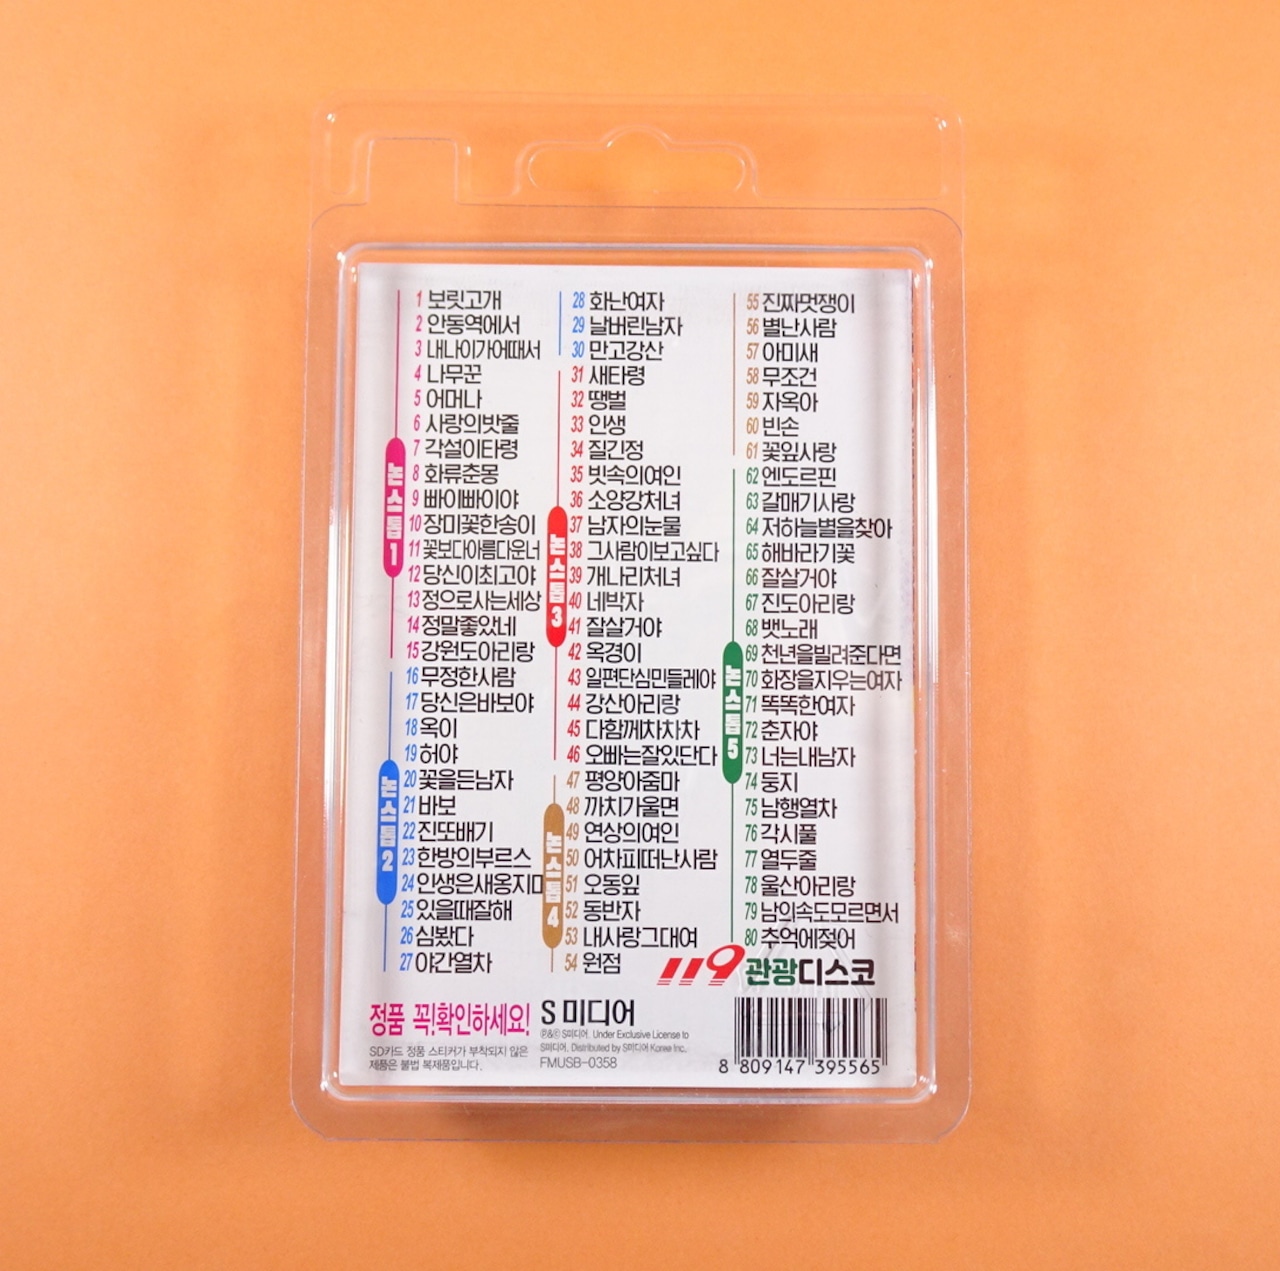 논스톱1
1 보릿고개
2 안동역에서
3 내나이가어때서
4 나무꾼
5 어머나
6 사랑의밧줄
7 각설이타령
8 화류춘몽
9 빠이빠이야
10 장미꽃한송이
11 꽃보다아름다운너
12 당신이최고야
13 정으로사는세상
14 정말좋았네
15 강원도아리랑
논스톱2
16 무정한사람
17 당신은바보야
18 옥이
19 허야
20 꽃을든남자
21 바보
22 진또배기
23 한방의부르스
24 인생은새옹지마
25 있을때잘해
26 심봤다
27 야간열차
28 화난여자
29 날버린남자
30 만고강산
논스톱3
31 새타령
32 땡벌
33 인생
34 질긴정
35 빗속의여인
36 소양강처녀
37 남자의눈물
38 그사람이보고싶다
39 개나리처녀
40 네박자
41 잘살거야
42 옥경이
43 일편단심민들레야
44 강산아리랑
45 다함께차차차
46 오빠는잘있단다
논스톱4
47 평양아줌마
48 까치가울면
49 연상의여인
50 어차피떠난사람
51 오동잎
52 동반자
53 내사랑그대여
54 원점
55 진짜멋쟁이
56 별난사람
57 아미새
58 무조건
59 자옥아
60 빈손
61 꽃잎사랑
논스톱5
62 엔도르핀
63 갈매기사랑
64 저하늘별을찾아
65 해바라기꽃
66 잘살거야
67 진도아리랑
68 뱃노래
69 천년을빌려준다면
70 화장을지우는여자
71 똑똑한여자
72 춘자야
73 너는내남자
74 둥지
75 남행열차
76 각시풀
77 열두줄
78 울산아리랑
79 남의속도모르면서
80 추억에젖어
119 관광디스코
정품 꼭!확인하세요!
SD카드 정품 스티커가 부착되지 않은
제품은 불법 복제품입니다.
S 미디어
℗&© S미디어. Under Exclusive License to
S미디어. Distributed by S미디어 Korea Inc.
FMUSB-0358
8 809147 395565